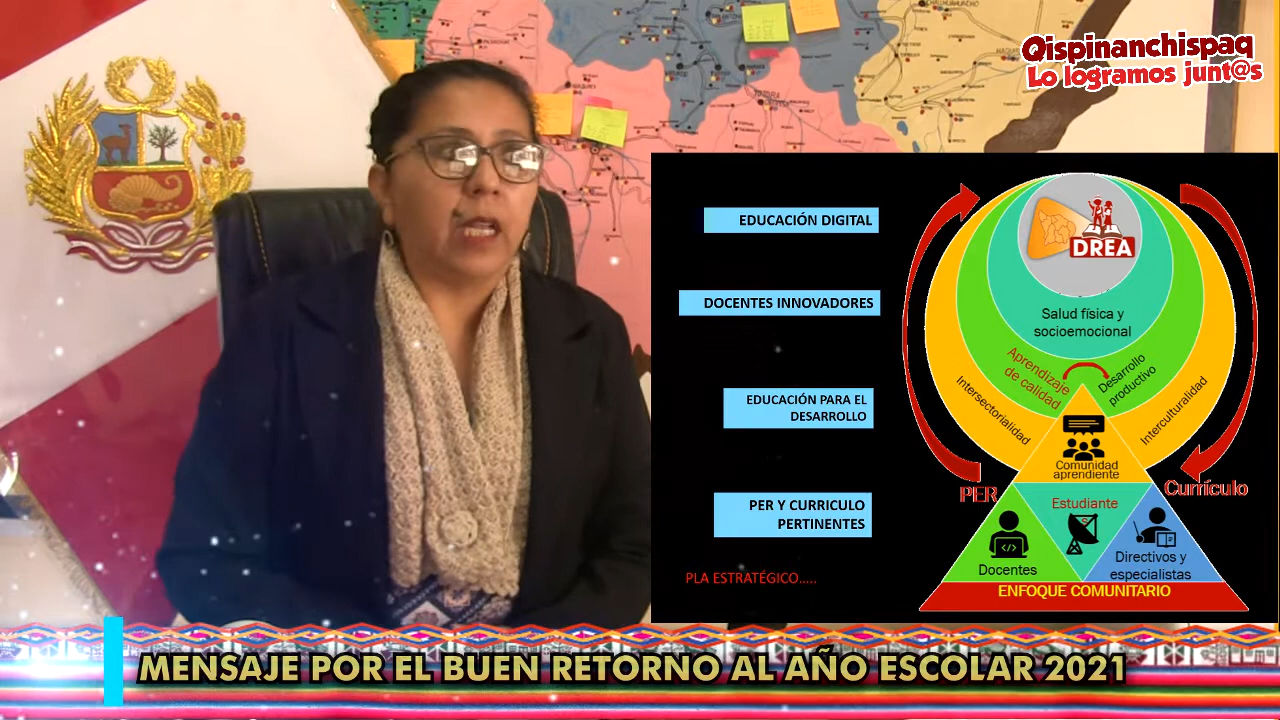 Qispinanchispaq
Lo logramos junt@s
EDUCACIÓN DIGITAL
DOCENTES INNOVADORES
EDUCACIÓN PARA EL
DESARROLLO
PER Y CURRICULO
PERTINENTES
PLA ESTRATÉGICO.....
DREA
Salud física y
socioemocional
Aprendizaje
de calidad
Desarrollo
productivo
Intersectorialidad
Interculturalidad
Comunidad
aprendiente
PER
Currículo
Estudiante
Docentes
Directivos y
especialistas
ENFOQUE COMUNITARIO
MENSAJE POR EL BUEN RETORNO AL AÑO ESCOLAR 2021